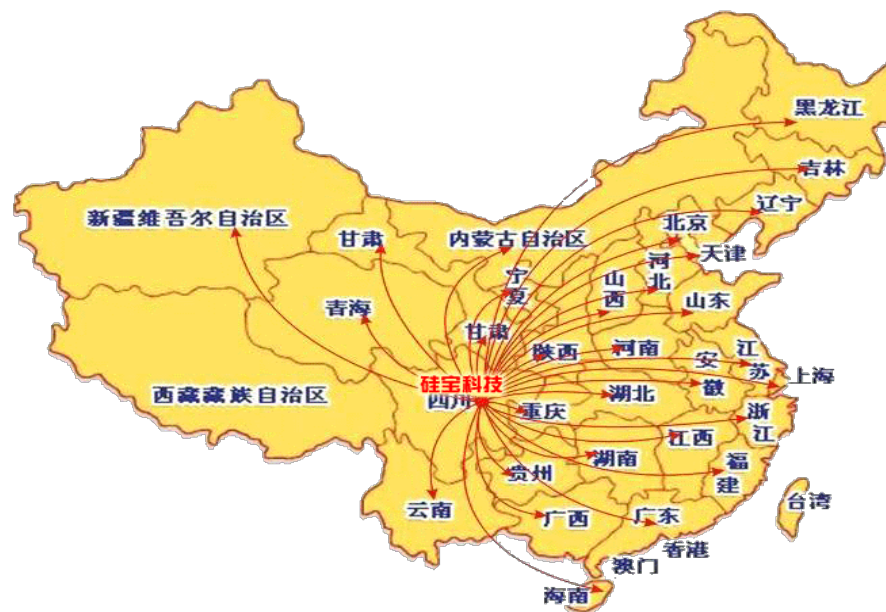 黑龙江
吉林
辽宁
新疆維吾尔自治区
甘肃
内蒙古自治区
北京
天津
宁夏
山西
河北
山东
青海
甘肃
陕西
河南
安徽
江苏
上海
硅宝科技
四川
西藏藏族自治区
重庆
湖北
浙江
江西
湖南
贵州
福建
云南
广西
广东
台湾
香港
澳门
海南